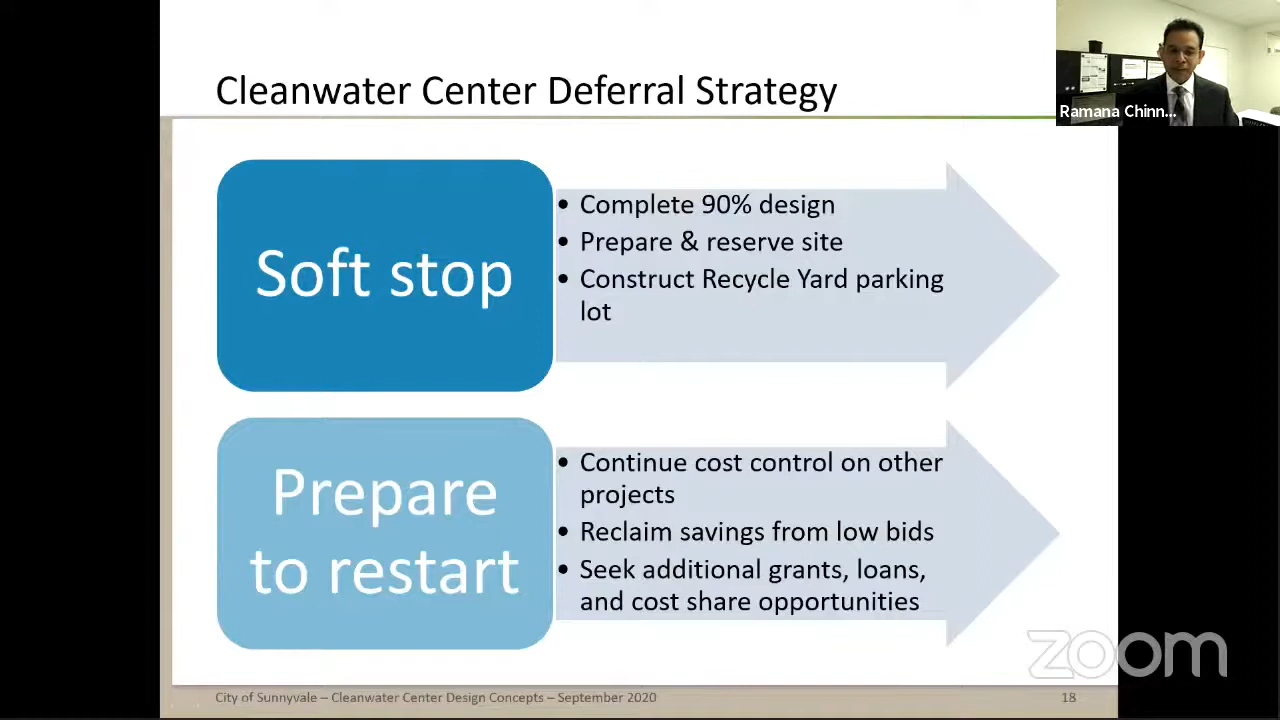 Cleanwater Center Deferral Strategy
Ramana Chinn...
Soft stop
• Complete 90% design
• Prepare & reserve site
• Construct Recycle Yard parking
lot
Prepare
to restart
• Continue cost control on other
projects
• Reclaim savings from low bids
• Seek additional grants, loans,
and cost share opportunities
zoom
City of Sunnyvale – Cleanwater Center Design Concepts – September 2020
18